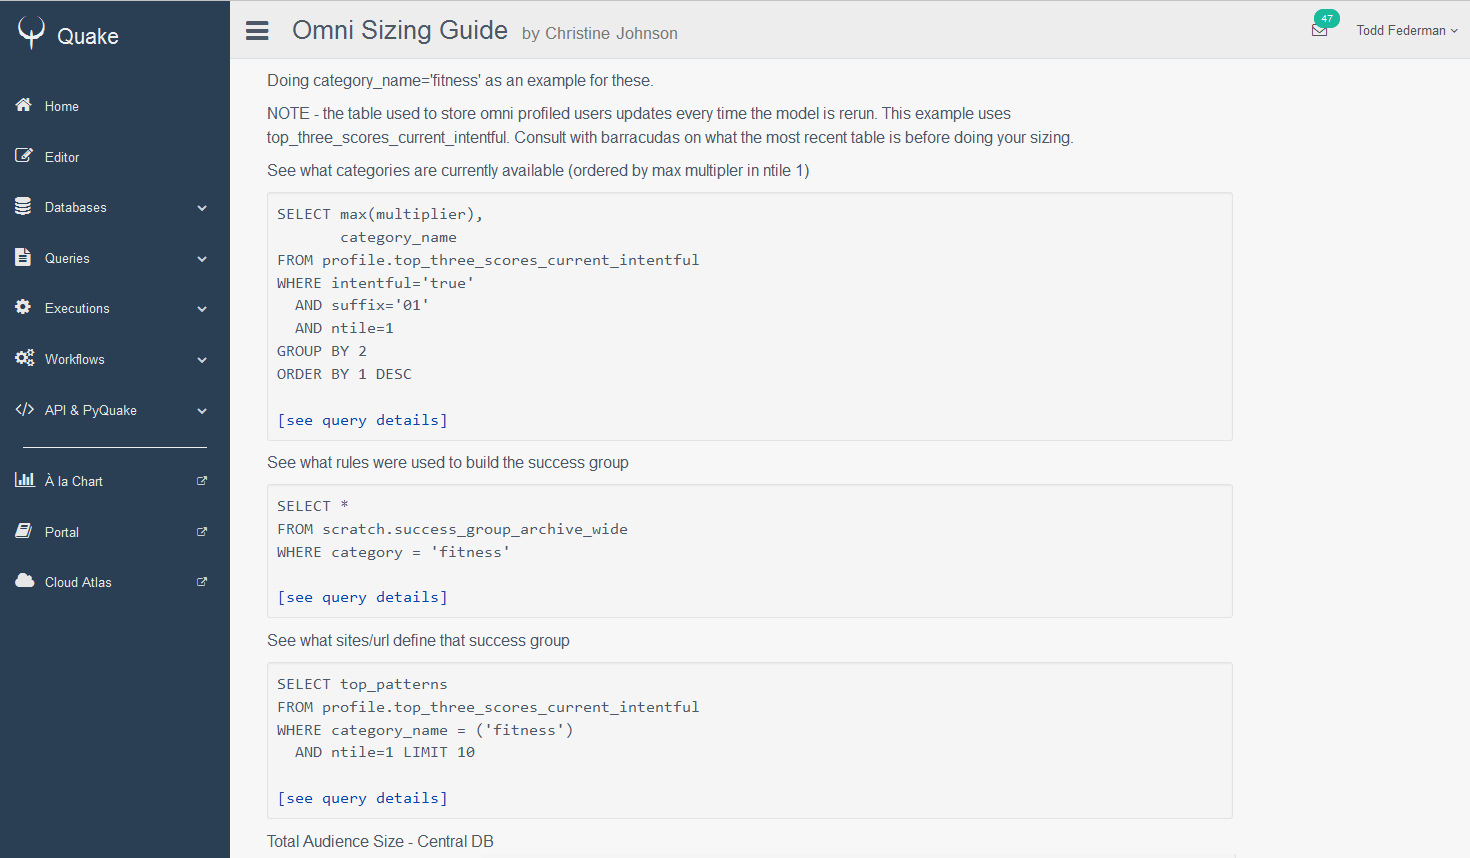 Quake
Omni Sizing Guide by Christine Johnson
47
Todd Federman
Home
Editor
Databases
Queries
Executions
Workflows
API & PyQuake
À la Chart
Portal
Cloud Atlas
Doing category_name='fitness' as an example for these.
NOTE - the table used to store omni profiled users updates every time the model is rerun. This example uses
top_three_scores_current_intentful. Consult with barracudas on what the most recent table is before doing your sizing.
See what categories are currently available (ordered by max multipler in ntile 1)
SELECT max(multiplier),
category_name
FROM profile.top_three_scores_current_intentful
WHERE intentful='true'
AND suffix='01'
AND ntile=1
GROUP BY 2
ORDER BY 1 DESC
[see query details]
See what rules were used to build the success group
SELECT *
FROM scratch.success_group_archive_wide
WHERE category = 'fitness'
[see query details]
See what sites/url define that success group
SELECT top_patterns
FROM profile.top_three_scores_current_intentful
WHERE category_name = ('fitness')
AND ntile=1 LIMIT 10
[see query details]
Total Audience Size - Central DB